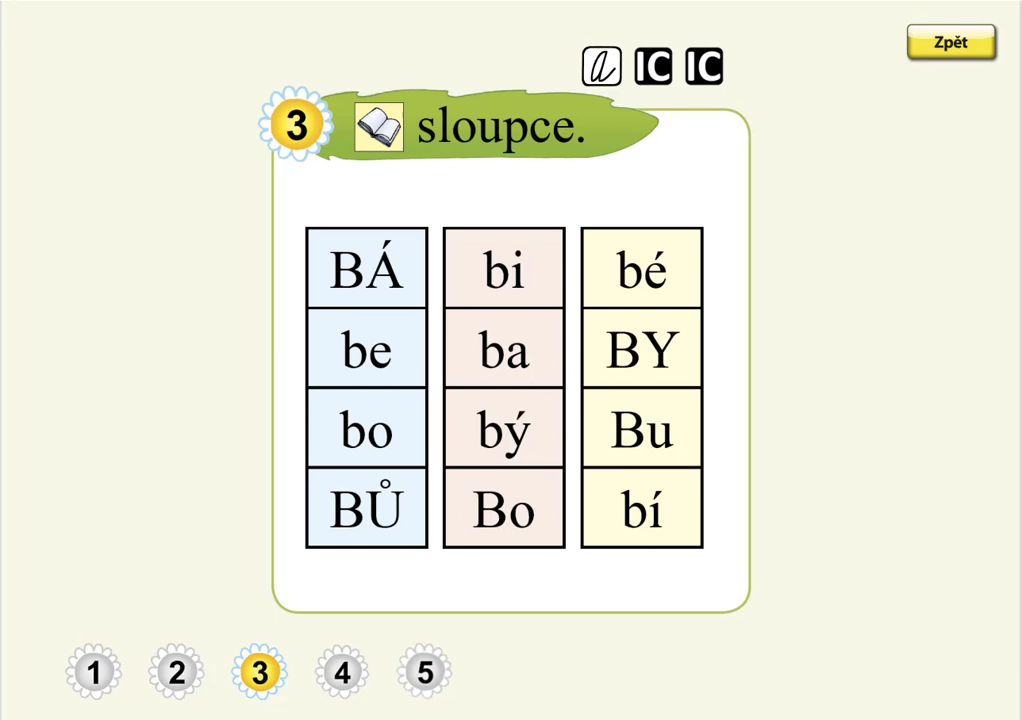 Zpět
a IC IC
3 sloupce.
BÁ bi bé
be ba BY
bo bý Bu
BŮ Bo bí
1 2 3 4 5